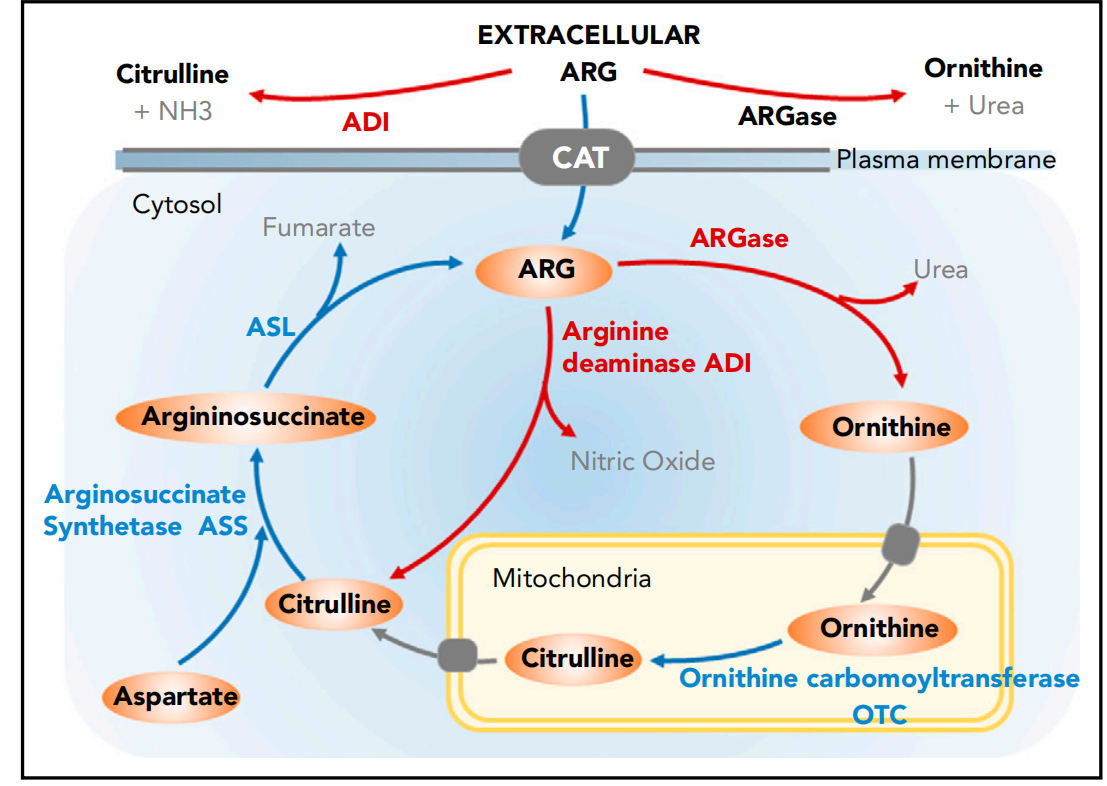 EXTRACELLULAR
Citrulline
+ NH3
ARG
Ornithine
+ Urea
ADI
ARGase
CAT
Plasma membrane
Cytosol
Fumarate
ARGase
ARG
Urea
ASL
Arginine
deaminase ADI
Argininosuccinate
Ornithine
Nitric Oxide
Arginosuccinate
Synthetase ASS
Mitochondria
Citrulline
Ornithine
Citrulline
Ornithine carbomoyltransferase
OTC
Aspartate